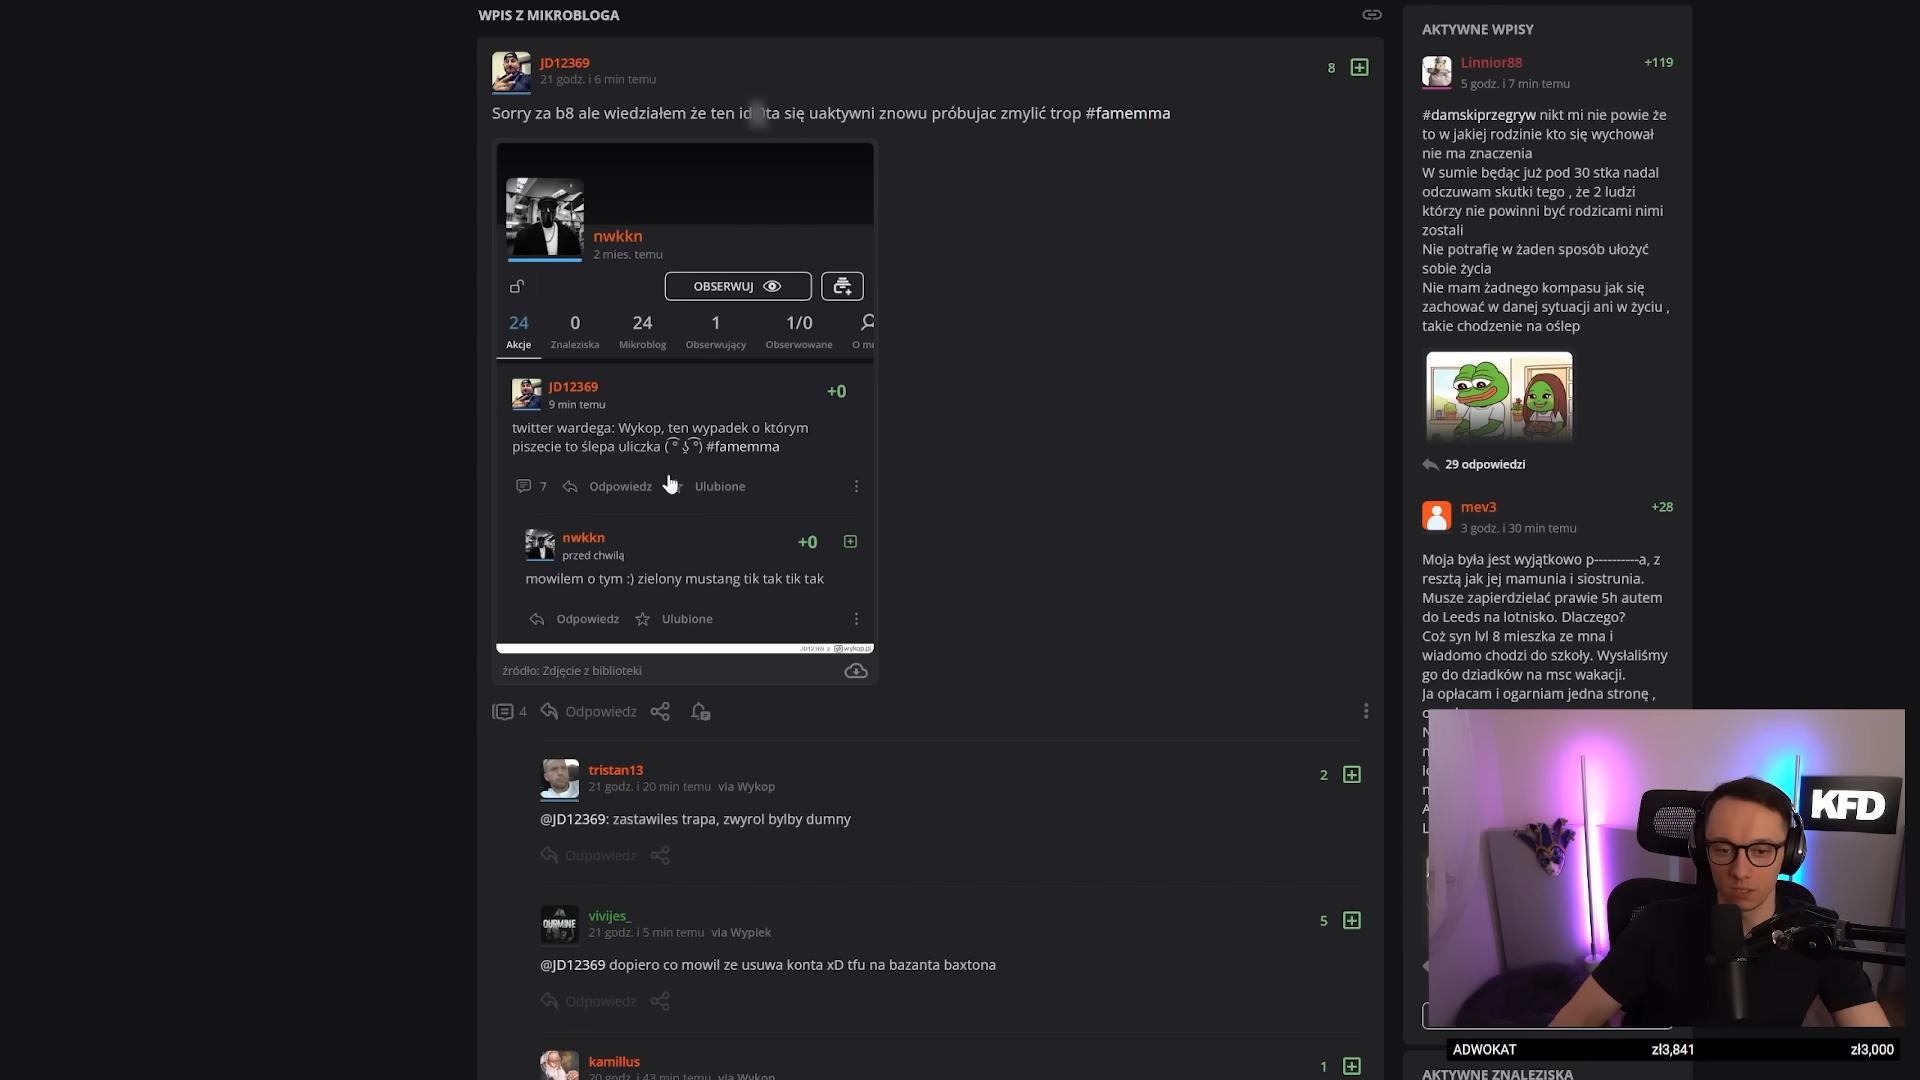 WPIS Z MIKROBLOGA
JD12369
21 godz. i 6 min temu
8
Sorry za b8 ale wiedziałem że ten id ta się uaktywni znowu próbujac zmylić trop #famemma
nwkkn
2 mies. temu
OBSERWUJ
24
0
24
1
1/0
Akcje
Znaleziska
Mikroblog
Obserwujący
Obserwowane
O m
JD12369
9 min temu
+0
twitter wardega: Wykop, ten wypadek o którym
piszecie to ślepa uliczka ( ͡° ʖ̯ ͡°) #famemma
7
Odpowiedz
Ulubione
nwkkn
przed chwilą
+0
mowilem o tym :) zielony mustang tik tak tik tak
Odpowiedz
Ulubione
JD12369 z wykop.pl
źródło: Zdjęcie z biblioteki
4
Odpowiedz
tristan13
21 godz. i 20 min temu via Wykop
2
@JD12369: zastawiles trapa, zwyrol bylby dumny
Odpowiedz
vivijes_
21 godz. i 5 min temu via Wypiek
5
@JD12369 dopiero co mowil ze usuwa konta xD tfu na bazanta baxtona
Odpowiedz
OURMINE
kamillus
20 godz. i 43 min temu via Wykop
1
AKTYWNE WPISY
Linnior88
+119
5 godz. i 7 min temu
#damskiprzegryw nikt mi nie powie że
to w jakiej rodzinie kto się wychował
nie ma znaczenia
W sumie będąc już pod 30 stka nadal
odczuwam skutki tego , że 2 ludzi
którzy nie powinni być rodzicami nimi
zostali
Nie potrafię w żaden sposób ułożyć
sobie życia
Nie mam żadnego kompasu jak się
zachować w danej sytuacji ani w życiu ,
takie chodzenie na oślep
29 odpowiedzi
mev3
+28
3 godz. i 30 min temu
Moja była jest wyjątkowo p----------a, z
resztą jak jej mamunia i siostrunia.
Musze zapierdzielać prawie 5h autem
do Leeds na lotnisko. Dlaczego?
Coż syn lvl 8 mieszka ze mna i
wiadomo chodzi do szkoły. Wysłaliśmy
go do dziadków na msc wakacji.
Ja opłacam i ogarniam jedna stronę ,
KFD
ADWOKAT
zł3,841
zł3,000
AKTYWNE ZNALEZISKA